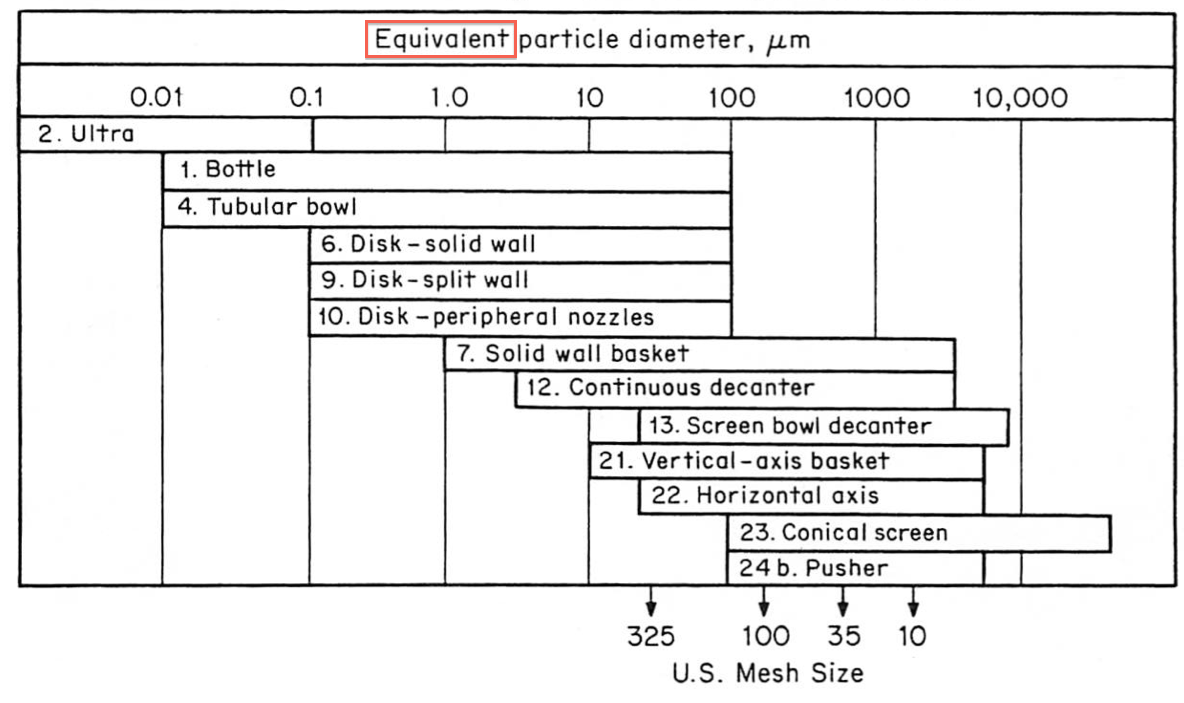 Equivalent particle diameter, μm
0.01 0.1 1.0 10 100 1000 10,000
2. Ultra
1. Bottle
4. Tubular bowl
6. Disk-solid wall
9. Disk-split wall
10. Disk-peripheral nozzles
7. Solid wall basket
12. Continuous decanter
13. Screen bowl decanter
21. Vertical-axis basket
22. Horizontal axis
23. Conical screen
24 b. Pusher
325 100 35 10
U.S. Mesh Size